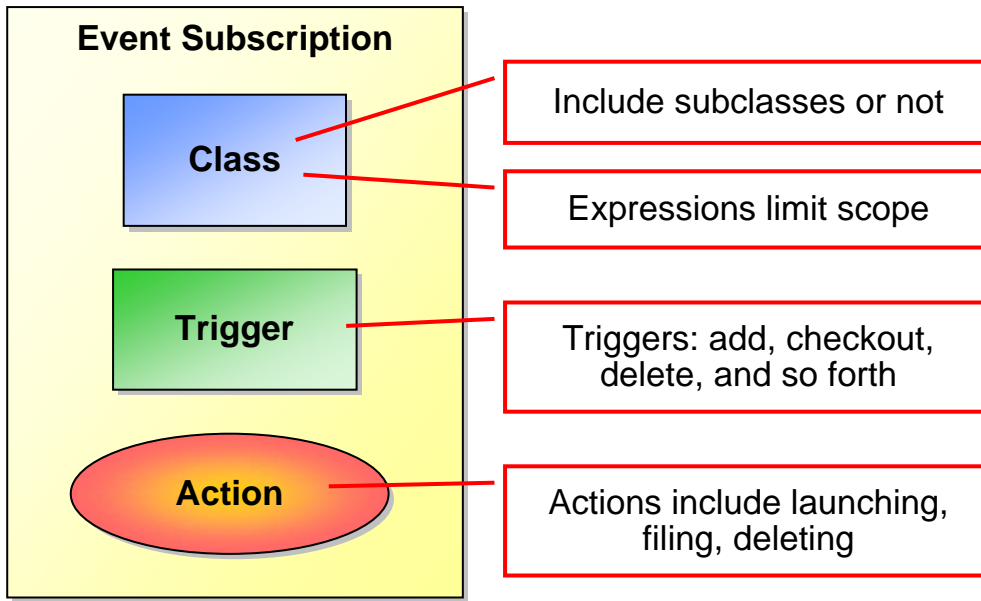 Event Subscription
Class
Include subclasses or not
Expressions limit scope
Trigger
Triggers: add, checkout,
delete, and so forth
Action
Actions include launching,
filing, deleting